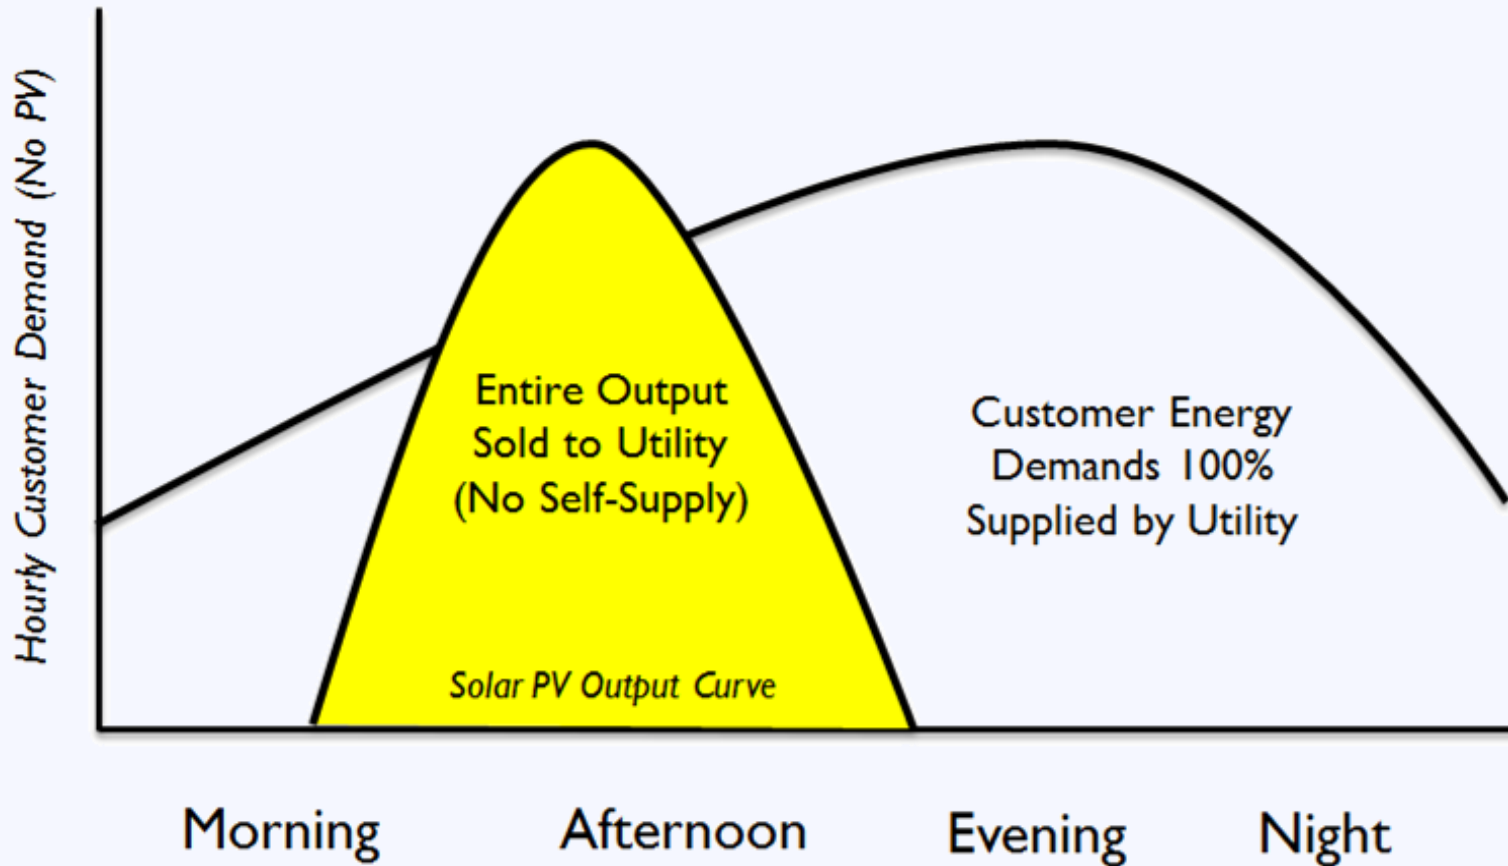 Hourly Customer Demand (No PV)
Entire Output
Sold to Utility
(No Self-Supply)
Solar PV Output Curve
Customer Energy
Demands 100%
Supplied by Utility
Morning
Afternoon
Evening
Night